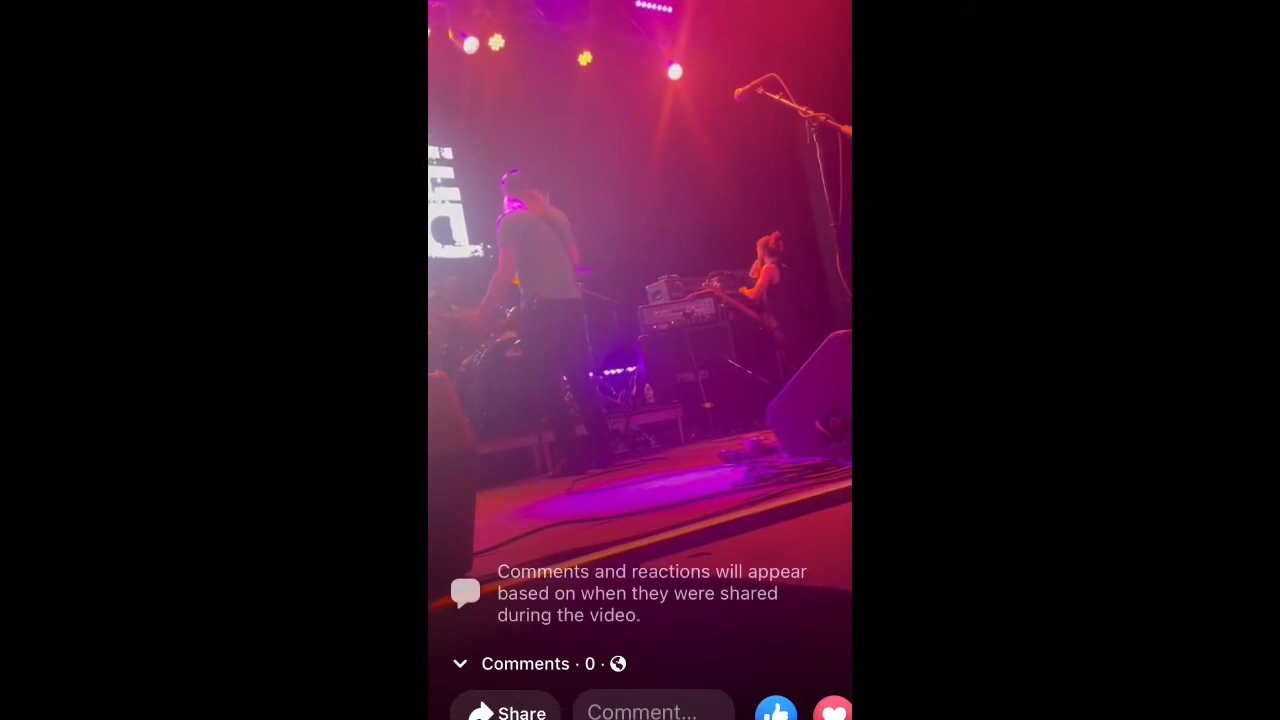 Comments and reactions will appear
based on when they were shared
during the video.
Comments · 0 ·
Share
Comment...